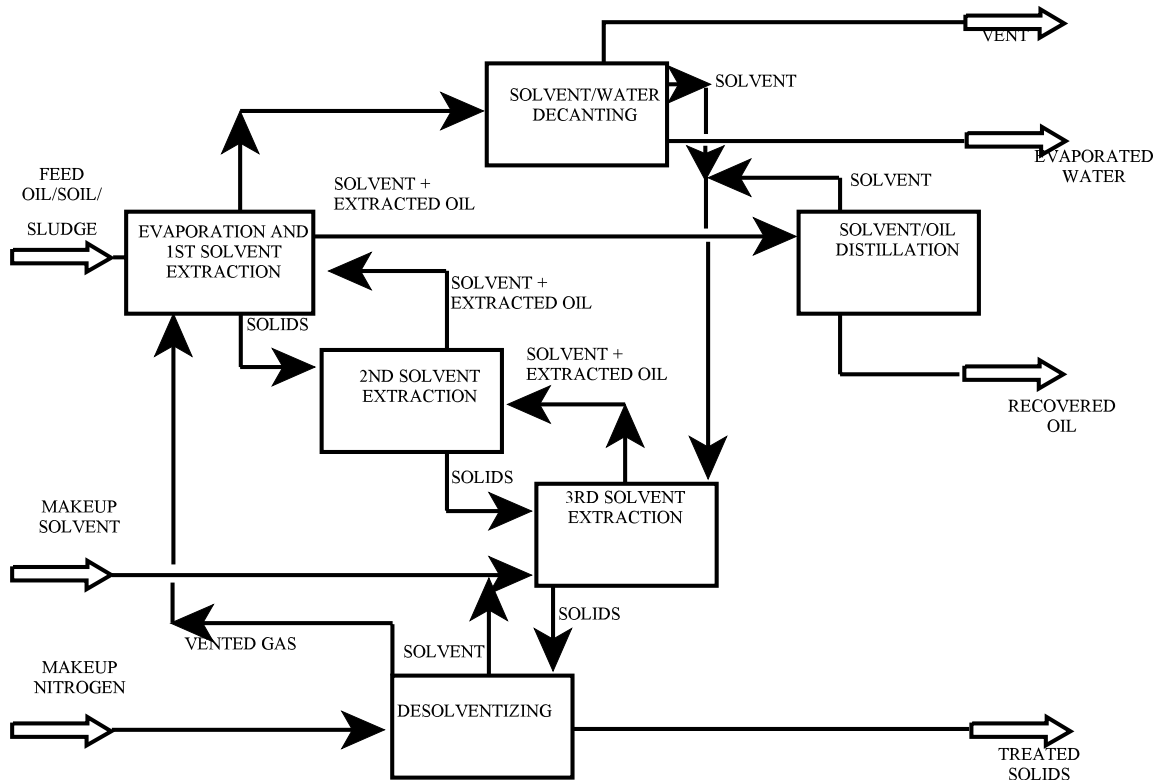 VENT
SOLVENT
SOLVENT/WATER
DECANTING
EVAPORATED
WATER
FEED
OIL/SOIL/
SLUDGE
SOLVENT +
EXTRACTED OIL
SOLVENT
EVAPORATION AND
1ST SOLVENT
EXTRACTION
SOLVENT/OIL
DISTILLATION
SOLVENT +
EXTRACTED OIL
SOLIDS
SOLVENT +
EXTRACTED OIL
2ND SOLVENT
EXTRACTION
RECOVERED
OIL
SOLIDS
3RD SOLVENT
EXTRACTION
MAKEUP
SOLVENT
SOLIDS
VENTED GAS
SOLVENT
MAKEUP
NITROGEN
DESOLVENTIZING
TREATED
SOLIDS